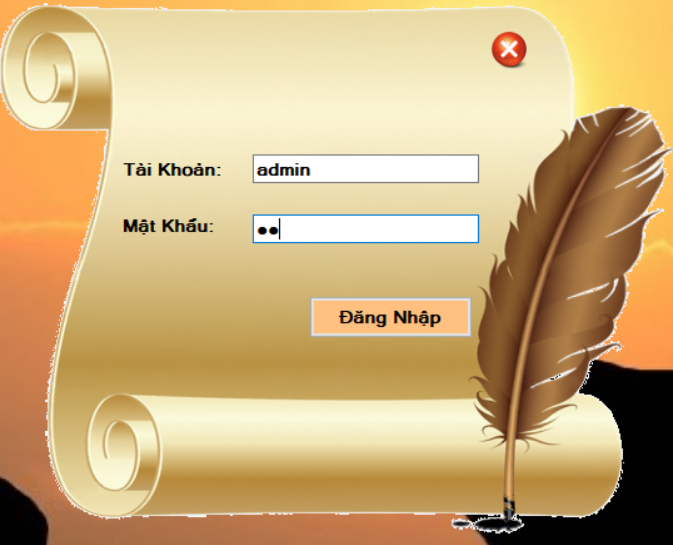 Tài Khoản: admin
Mật Khẩu: ●●
Đăng Nhập